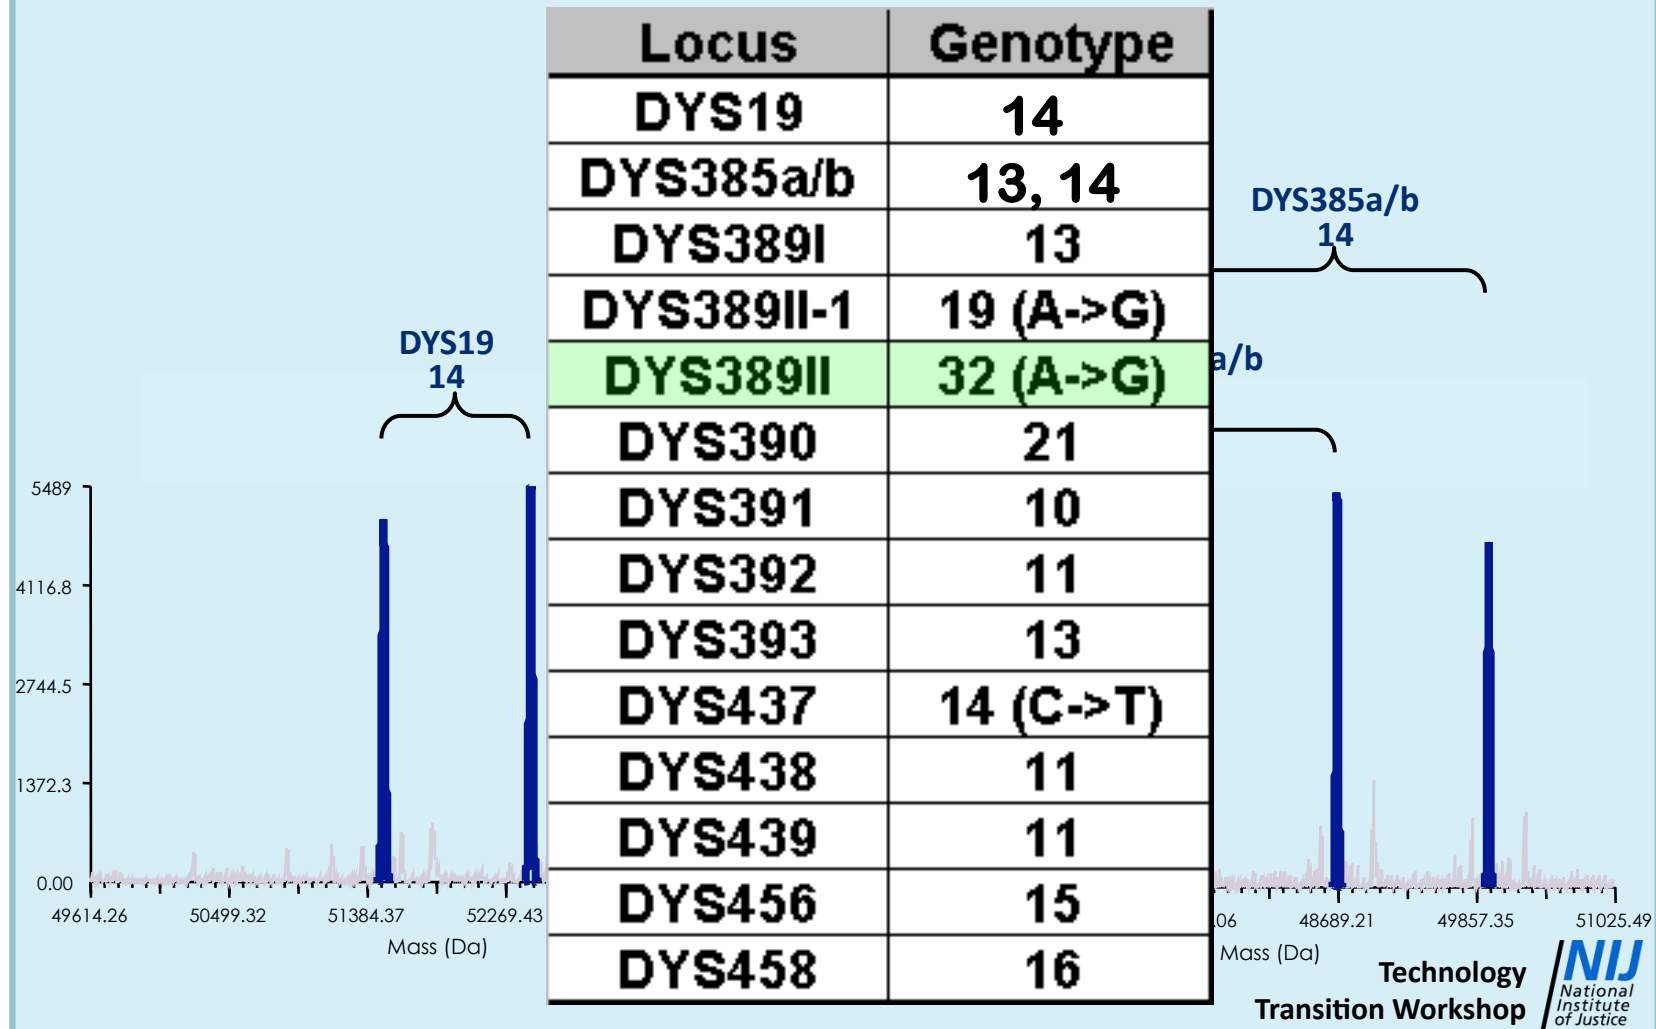 Locus Genotype
DYS19 14
DYS385a/b 13, 14
DYS389I 13
DYS389II-1 19 (A->G)
DYS389II 32 (A->G)
DYS390 21
DYS391 10
DYS392 11
DYS393 13
DYS437 14 (C->T)
DYS438 11
DYS439 11
DYS456 15
DYS458 16
DYS19
14
5489
4116.8
2744.5
1372.3
0.00
49614.26 50499.32 51384.37 52269.43
Mass (Da)
DYS385a/b
14
a/b
.06 48689.21 49857.35 51025.49
Mass (Da)
Technology
Transition Workshop
NIJ
National
Institute
of Justice